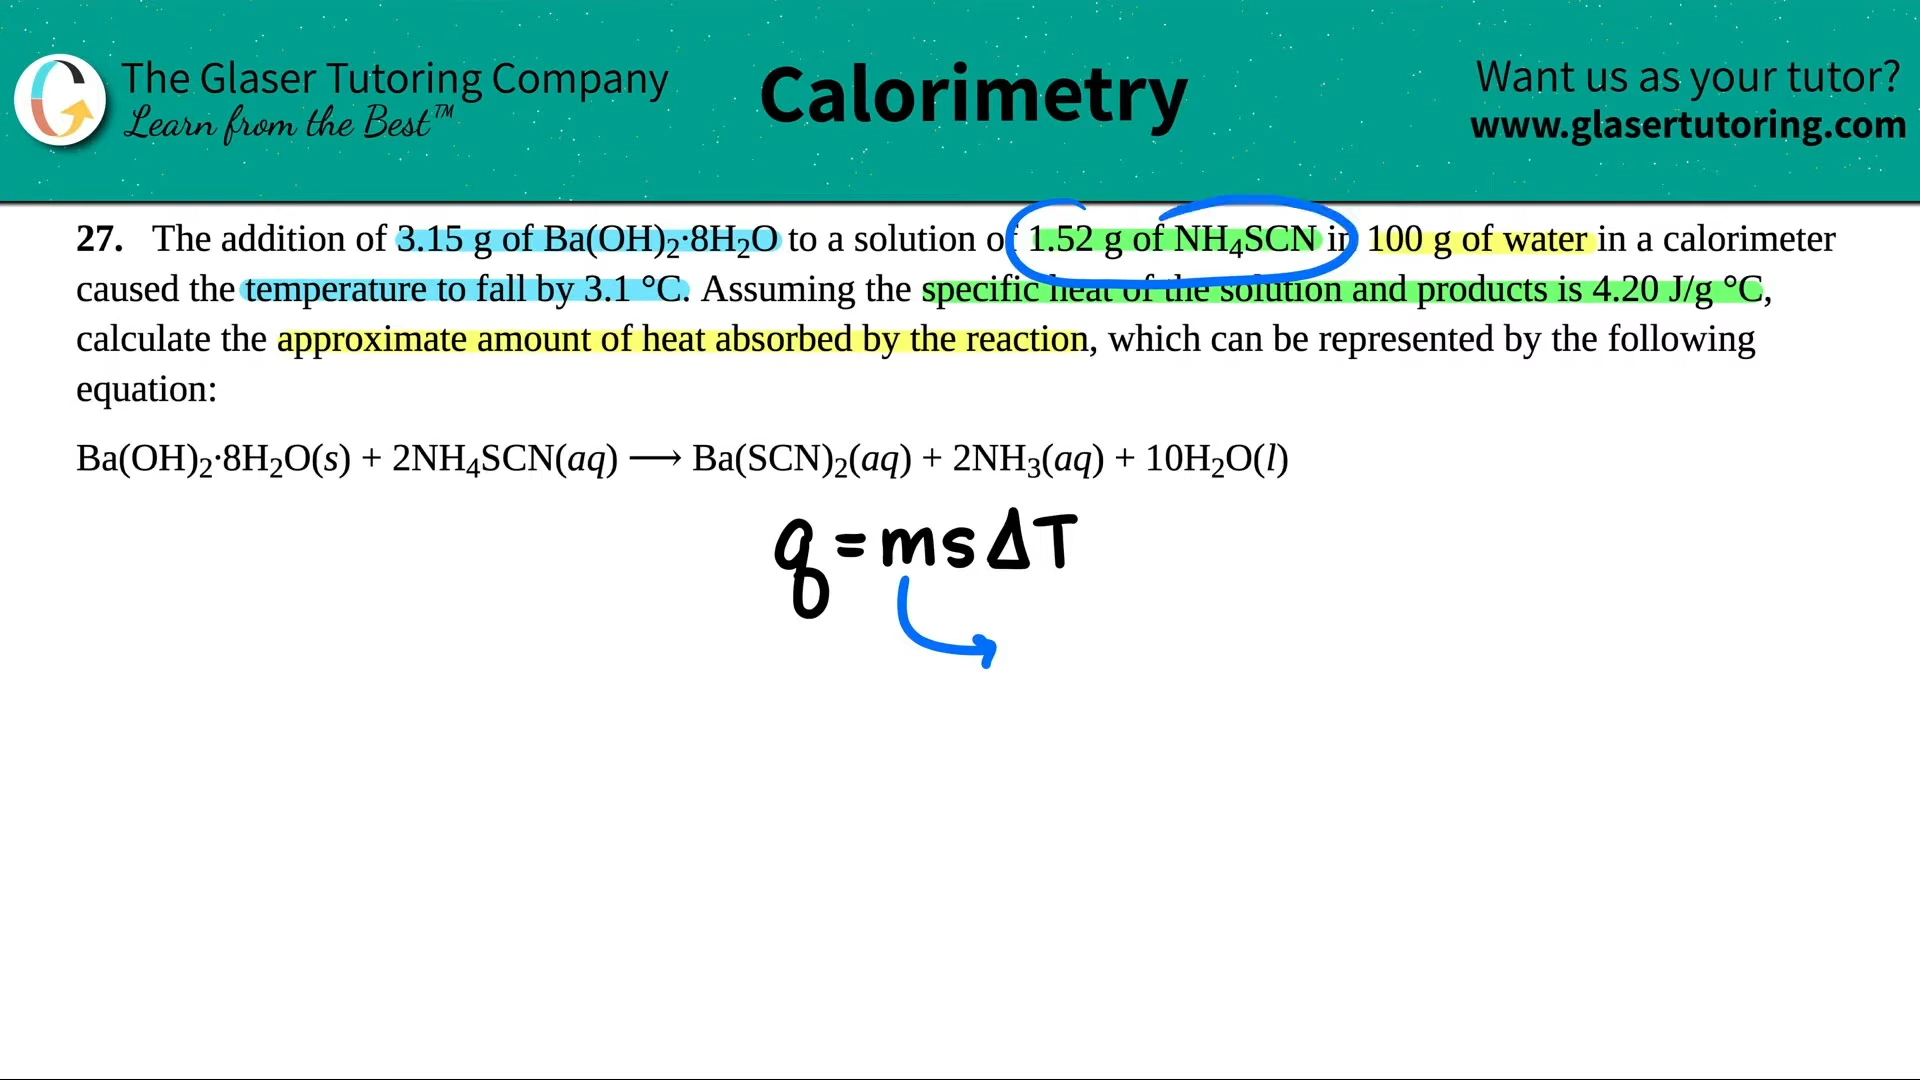 The Glaser Tutoring Company
Learn from the Best™
Calorimetry
Want us as your tutor?
www.glasertutoring.com
27. The addition of 3.15 g of Ba(OH)₂·8H₂O to a solution of 1.52 g of NH₄SCN in 100 g of water in a calorimeter
caused the temperature to fall by 3.1 °C. Assuming the specific heat of the solution and products is 4.20 J/g °C,
calculate the approximate amount of heat absorbed by the reaction, which can be represented by the following
equation:
Ba(OH)₂·8H₂O(s) + 2NH₄SCN(aq) ⟶ Ba(SCN)₂(aq) + 2NH₃(aq) + 10H₂O(l)
q = msΔT